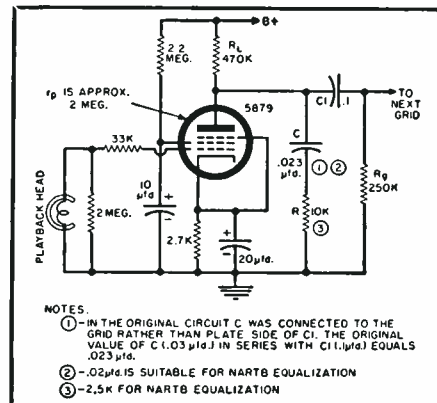 B+
2.2
MEG.
RL
470K
rp IS APPROX.
2 MEG.
5879
C1
.1
TO
NEXT
GRID
33K
C
.023
µfd.
① ②
Rg
250K
PLAYBACK HEAD
2 MEG.
10
µfd.
+
R
10K
③
2.7K
+
20µfd.
NOTES.
①-IN THE ORIGINAL CIRCUIT C WAS CONNECTED TO THE
GRID RATHER THAN PLATE SIDE OF C1. THE ORIGINAL
VALUE OF C (.03 µfd.) IN SERIES WITH C1 (.1µfd.) EQUALS
.023 µfd.
②-.02µfd. IS SUITABLE FOR NARTB EQUALIZATION
③-2.5K FOR NARTB EQUALIZATION